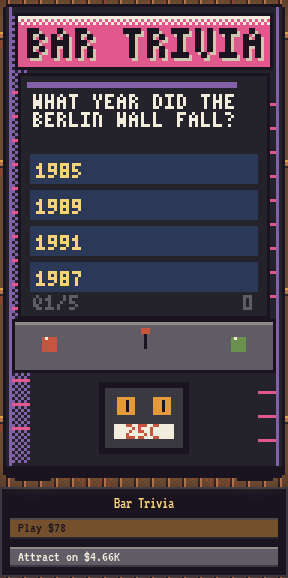 BAR TRIVIA
WHAT YEAR DID THE
BERLIN WALL FALL?
1985
1989
1991
1987
Q1/5 0
25C
Bar Trivia
Play $78
Attract on $4.66K